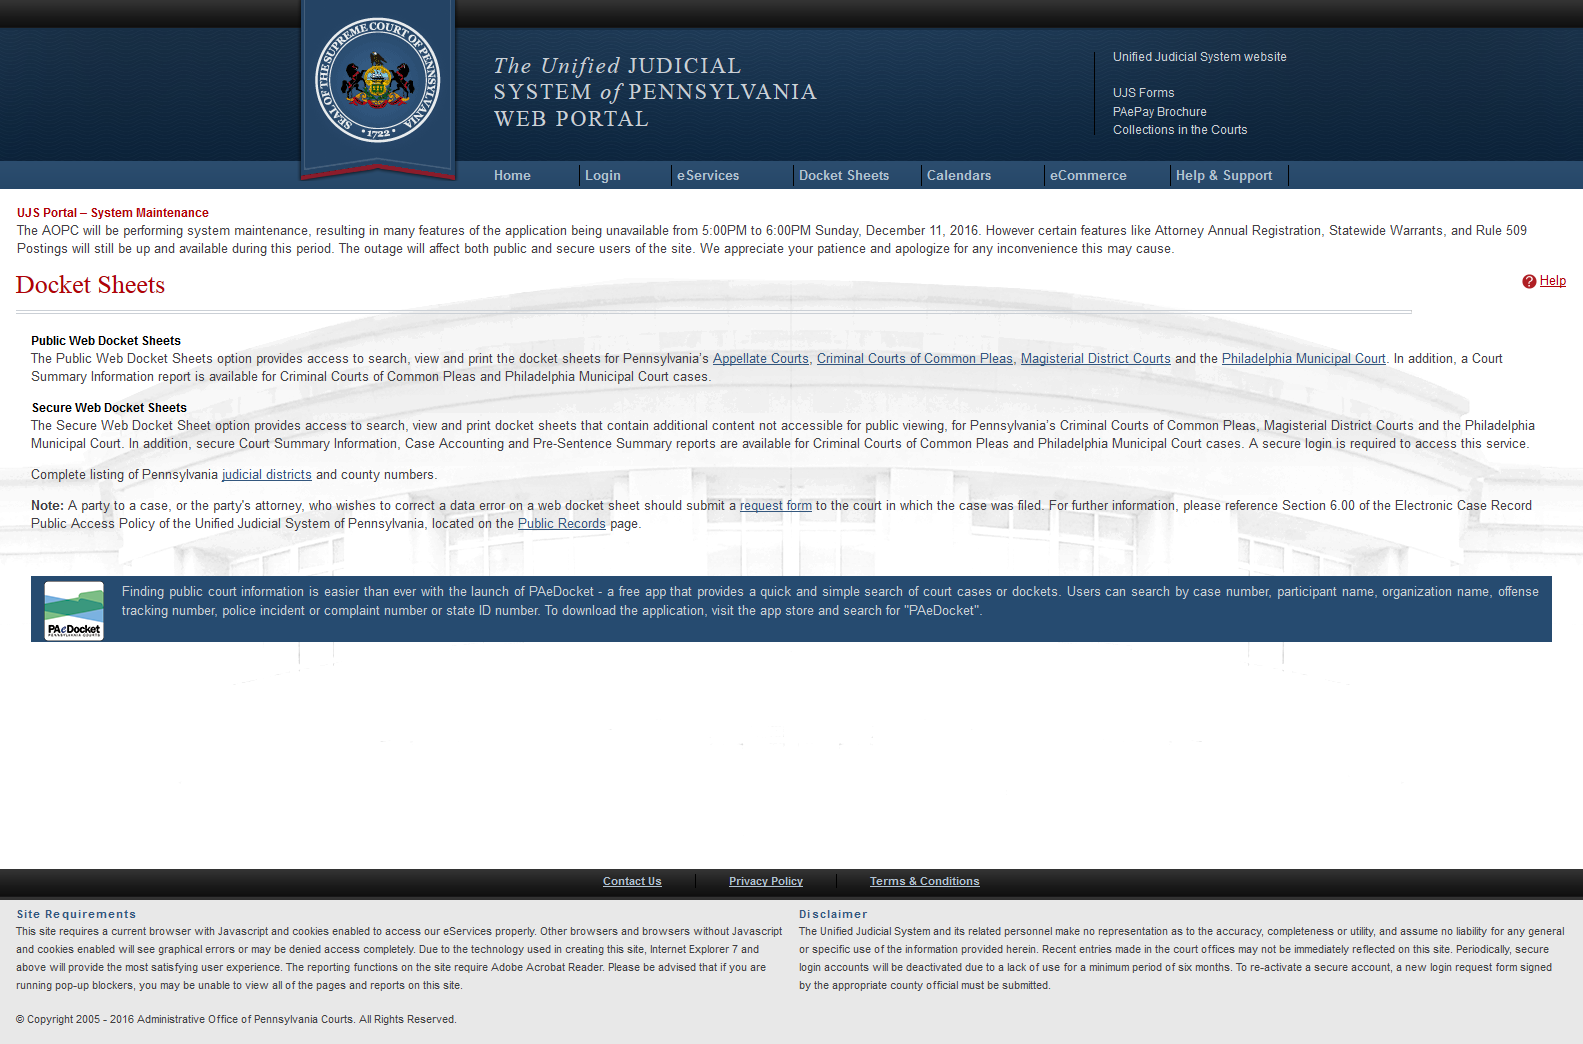 SEAL OF THE SUPREME COURT OF PENNSYLVANIA
· 1722 ·
The Unified JUDICIAL
SYSTEM of PENNSYLVANIA
WEB PORTAL
Unified Judicial System website
UJS Forms
PAePay Brochure
Collections in the Courts
Home
Login
eServices
Docket Sheets
Calendars
eCommerce
Help & Support
UJS Portal – System Maintenance
The AOPC will be performing system maintenance, resulting in many features of the application being unavailable from 5:00PM to 6:00PM Sunday, December 11, 2016. However certain features like Attorney Annual Registration, Statewide Warrants, and Rule 509
Postings will still be up and available during this period. The outage will affect both public and secure users of the site. We appreciate your patience and apologize for any inconvenience this may cause.
Docket Sheets
? Help
Public Web Docket Sheets
The Public Web Docket Sheets option provides access to search, view and print the docket sheets for Pennsylvania's Appellate Courts, Criminal Courts of Common Pleas, Magisterial District Courts and the Philadelphia Municipal Court. In addition, a Court
Summary Information report is available for Criminal Courts of Common Pleas and Philadelphia Municipal Court cases.
Secure Web Docket Sheets
The Secure Web Docket Sheet option provides access to search, view and print docket sheets that contain additional content not accessible for public viewing, for Pennsylvania's Criminal Courts of Common Pleas, Magisterial District Courts and the Philadelphia
Municipal Court. In addition, secure Court Summary Information, Case Accounting and Pre-Sentence Summary reports are available for Criminal Courts of Common Pleas and Philadelphia Municipal Court cases. A secure login is required to access this service.
Complete listing of Pennsylvania judicial districts and county numbers.
Note: A party to a case, or the party's attorney, who wishes to correct a data error on a web docket sheet should submit a request form to the court in which the case was filed. For further information, please reference Section 6.00 of the Electronic Case Record
Public Access Policy of the Unified Judicial System of Pennsylvania, located on the Public Records page.
PAeDocket
PENNSYLVANIA COURTS
Finding public court information is easier than ever with the launch of PAeDocket - a free app that provides a quick and simple search of court cases or dockets. Users can search by case number, participant name, organization name, offense
tracking number, police incident or complaint number or state ID number. To download the application, visit the app store and search for "PAeDocket".
Contact Us
Privacy Policy
Terms & Conditions
Site Requirements
This site requires a current browser with Javascript and cookies enabled to access our eServices properly. Other browsers and browsers without Javascript
and cookies enabled will see graphical errors or may be denied access completely. Due to the technology used in creating this site, Internet Explorer 7 and
above will provide the most satisfying user experience. The reporting functions on the site require Adobe Acrobat Reader. Please be advised that if you are
running pop-up blockers, you may be unable to view all of the pages and reports on this site.
Disclaimer
The Unified Judicial System and its related personnel make no representation as to the accuracy, completeness or utility, and assume no liability for any general
or specific use of the information provided herein. Recent entries made in the court offices may not be immediately reflected on this site. Periodically, secure
login accounts will be deactivated due to a lack of use for a minimum period of six months. To re-activate a secure account, a new login request form signed
by the appropriate county official must be submitted.
© Copyright 2005 - 2016 Administrative Office of Pennsylvania Courts. All Rights Reserved.